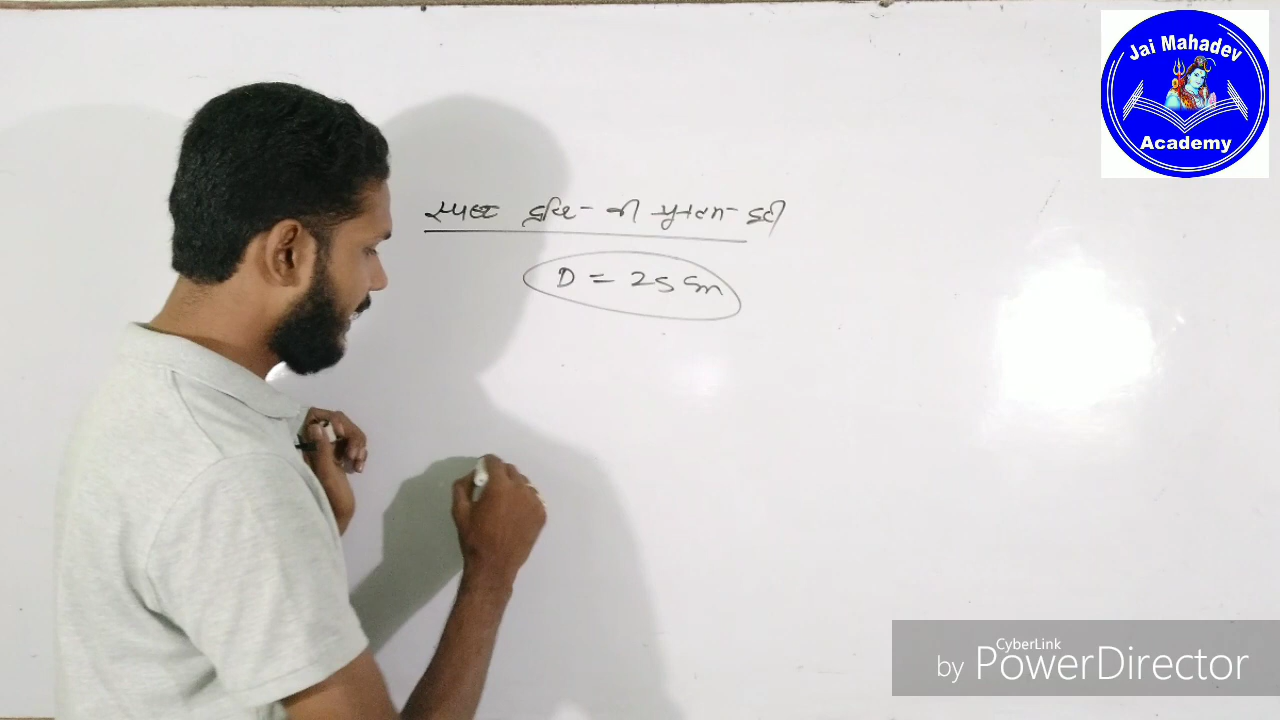 Jai Mahadev
Academy
स्पष्ट दृष्टि की न्यूनतम दूरी
D = 25 cm
CyberLink
by PowerDirector